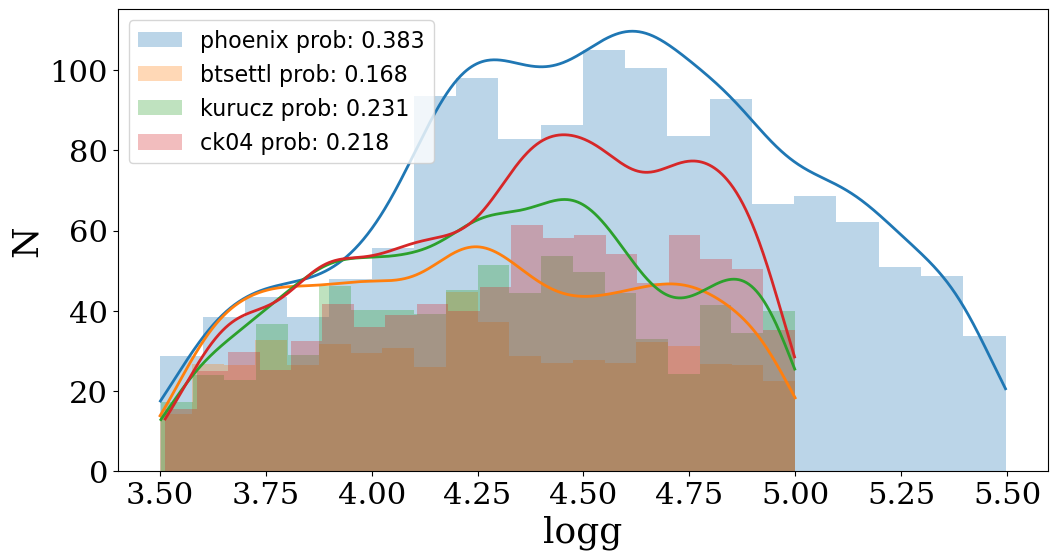 phoenix prob: 0.383
btsettl prob: 0.168
kurucz prob: 0.231
ck04 prob: 0.218
100
80
60
40
20
0
N
3.50 3.75 4.00 4.25 4.50 4.75 5.00 5.25 5.50
logg